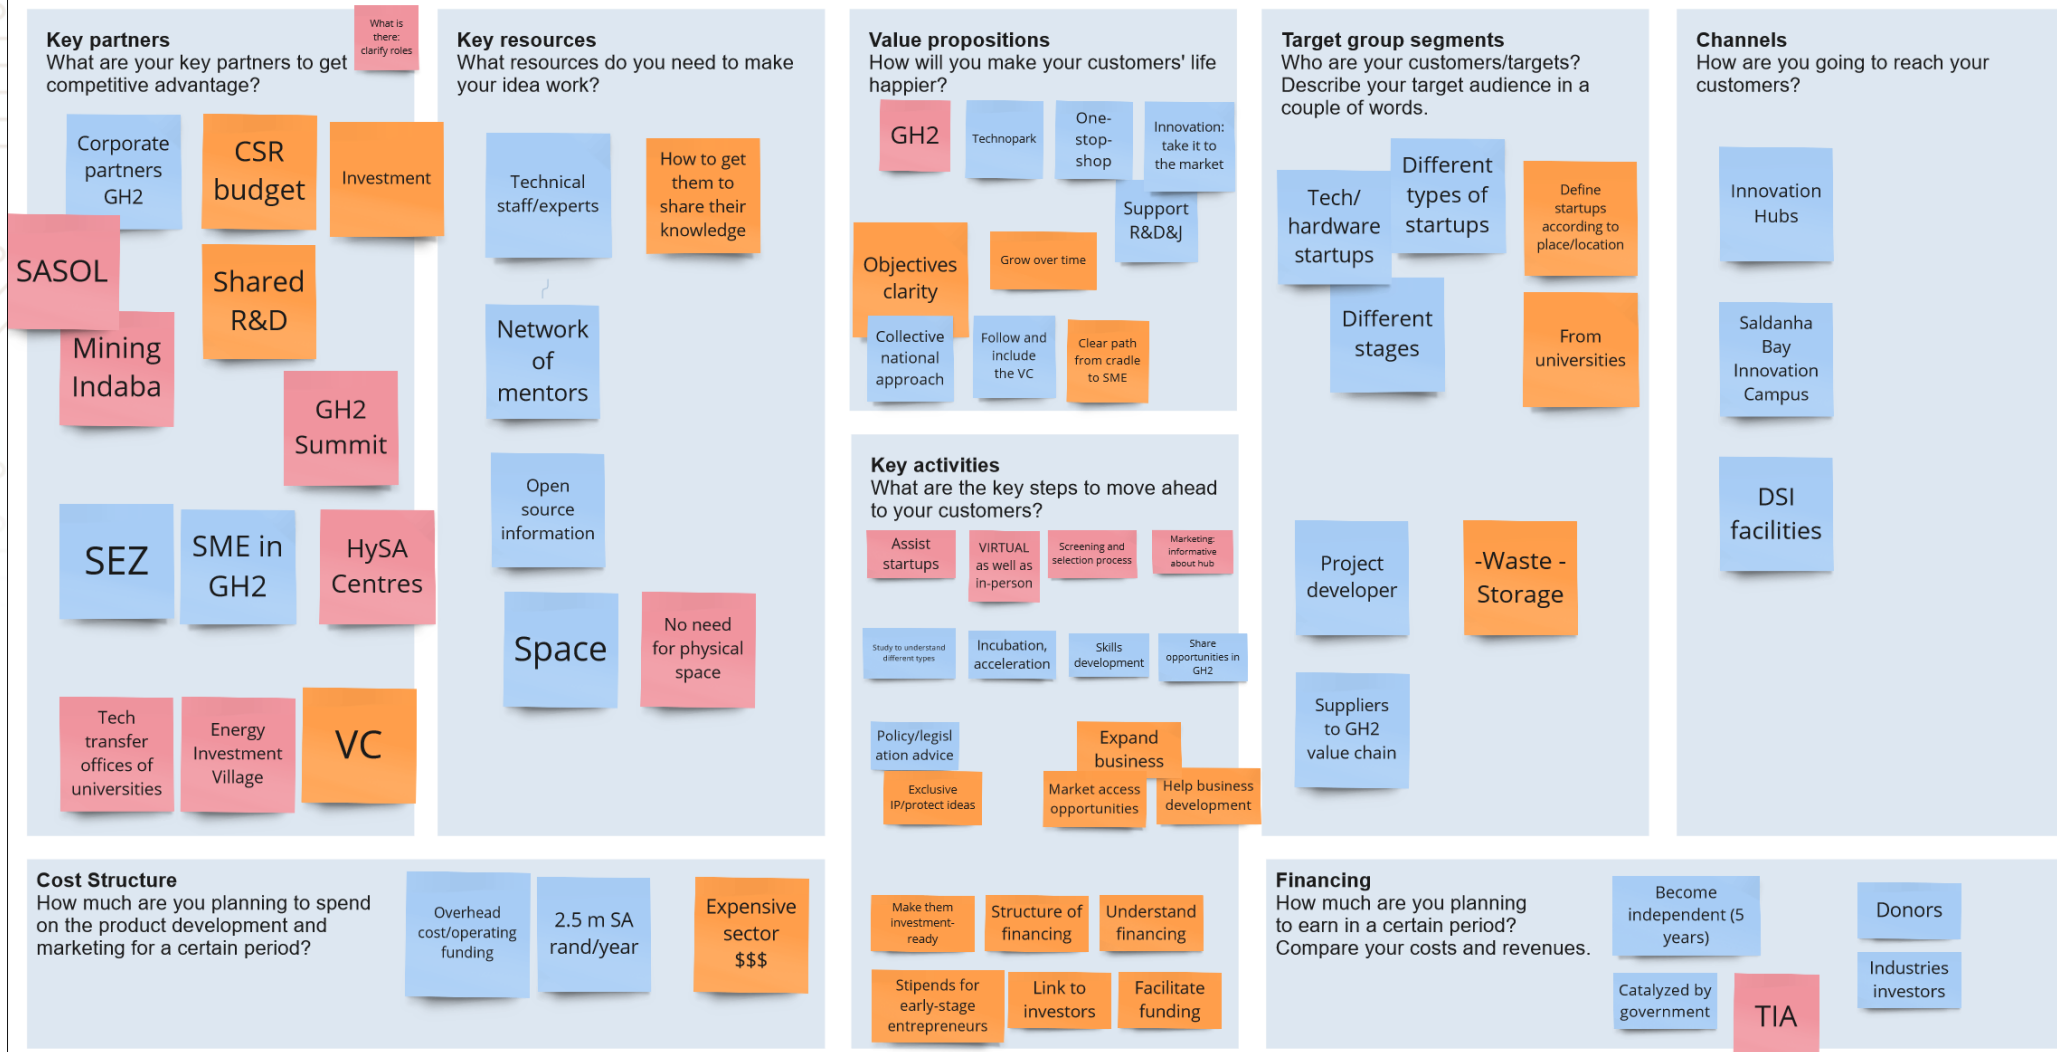 Key partners
What are your key partners to get
competitive advantage?
What is
there:
clarify roles
Corporate
partners
GH2
CSR
budget
Investment
SASOL
Shared
R&D
Mining
Indaba
GH2
Summit
SEZ
SME in
GH2
HySA
Centres
Tech
transfer
offices of
universities
Energy
Investment
Village
VC
Key resources
What resources do you need to make
your idea work?
Technical
staff/experts
How to get
them to
share their
knowledge
Network
of
mentors
Open
source
information
Space
No need
for physical
space
Value propositions
How will you make your customers' life
happier?
GH2
Technopark
One-
stop-
shop
Innovation:
take it to
the market
Support
R&D&J
Objectives
clarity
Grow over time
Collective
national
approach
Follow and
include
the VC
Clear path
from cradle
to SME
Key activities
What are the key steps to move ahead
to your customers?
Assist
startups
VIRTUAL
as well as
in-person
Screening and
selection process
Marketing:
informative
about hub
Study to understand
different types
Incubation,
acceleration
Skills
development
Share
opportunities in
GH2
Policy/legisl
ation advice
Exclusive
IP/protect ideas
Expand
business
Market access
opportunities
Help business
development
Make them
investment-
ready
Structure of
financing
Understand
financing
Stipends for
early-stage
entrepreneurs
Link to
investors
Facilitate
funding
Target group segments
Who are your customers/targets?
Describe your target audience in a
couple of words.
Tech/
hardware
startups
Different
types of
startups
Define
startups
according to
place/location
Different
stages
From
universities
Project
developer
-Waste -
Storage
Suppliers
to GH2
value chain
Channels
How are you going to reach your
customers?
Innovation
Hubs
Saldanha
Bay
Innovation
Campus
DSI
facilities
Cost Structure
How much are you planning to spend
on the product development and
marketing for a certain period?
Overhead
cost/operating
funding
2.5 m SA
rand/year
Expensive
sector
$$$
Financing
How much are you planning
to earn in a certain period?
Compare your costs and revenues.
Become
independent (5
years)
Donors
Catalyzed by
government
TIA
Industries
investors